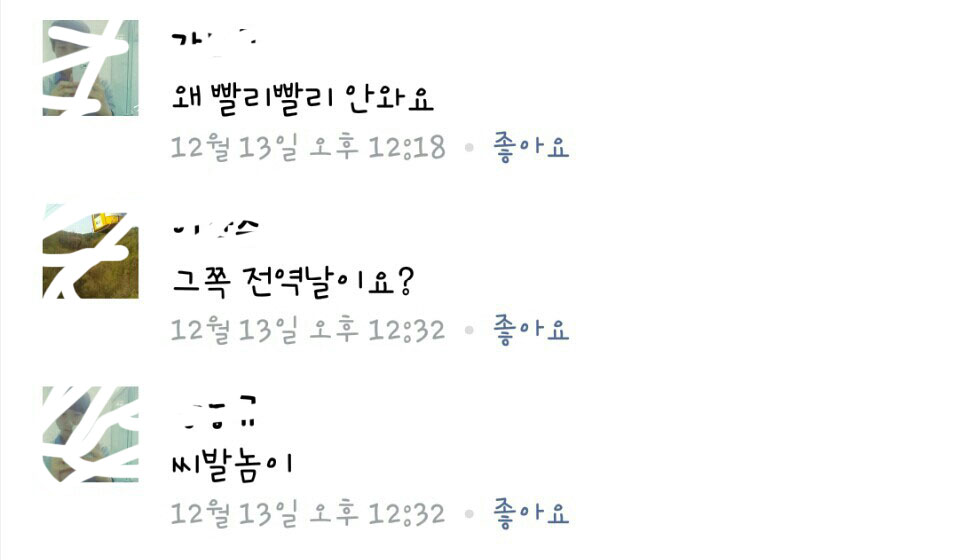 왜 빨리빨리 안와요
12월 13일 오후 12:18 • 좋아요
그쪽 전역날이요?
12월 13일 오후 12:32 • 좋아요
씨발놈이
12월 13일 오후 12:32 • 좋아요